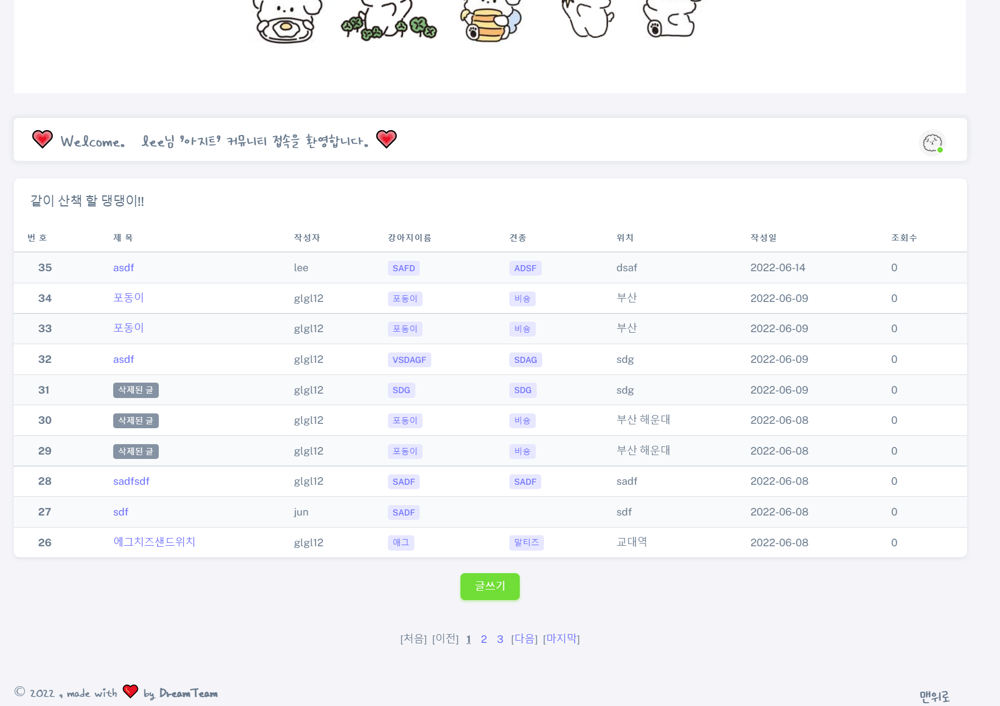 Welcome. lee님 '아지트' 커뮤니티 접속을 환영합니다.
같이 산책 할 댕댕이!!
번 호 제 목 작성자 강아지이름 견종 위치 작성일 조회수
35 asdf lee SAFD ADSF dsaf 2022-06-14 0
34 포동이 glgl12 포동이 비숑 부산 2022-06-09 0
33 포동이 glgl12 포동이 비숑 부산 2022-06-09 0
32 asdf glgl12 VSDAGF SDAG sdg 2022-06-09 0
31 삭제된 글 glgl12 SDG SDG sdg 2022-06-09 0
30 삭제된 글 glgl12 포동이 비숑 부산 해운대 2022-06-08 0
29 삭제된 글 glgl12 포동이 비숑 부산 해운대 2022-06-08 0
28 sadfsdf glgl12 SADF SADF sadf 2022-06-08 0
27 sdf jun SADF sdf 2022-06-08 0
26 에그치즈샌드위치 glgl12 애그 말티즈 교대역 2022-06-08 0
글쓰기
[처음] [이전] 1 2 3 [다음] [마지막]
© 2022 , made with ❤️ by DreamTeam
맨위로